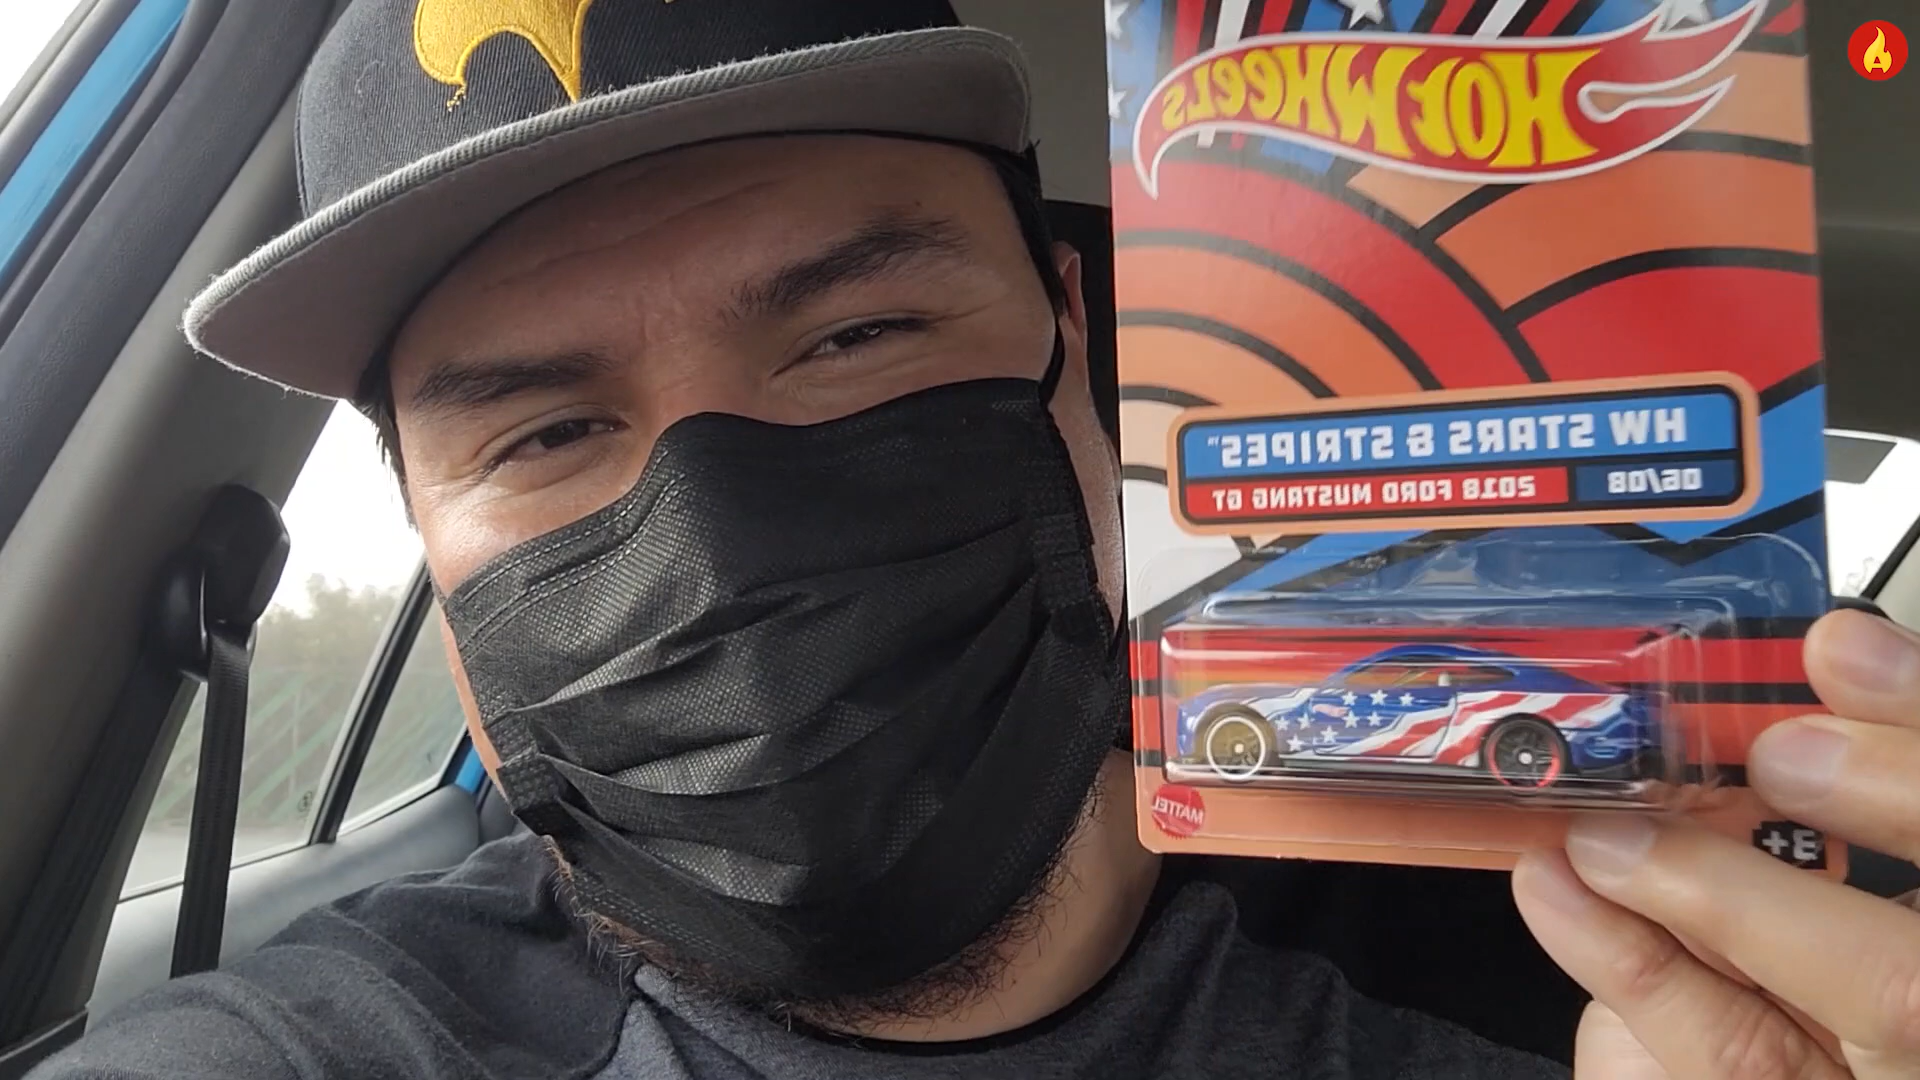 HOT WHEELS
HW STARS & STRIPES™
06/08 2018 FORD MUSTANG GT
MATTEL
3+
A